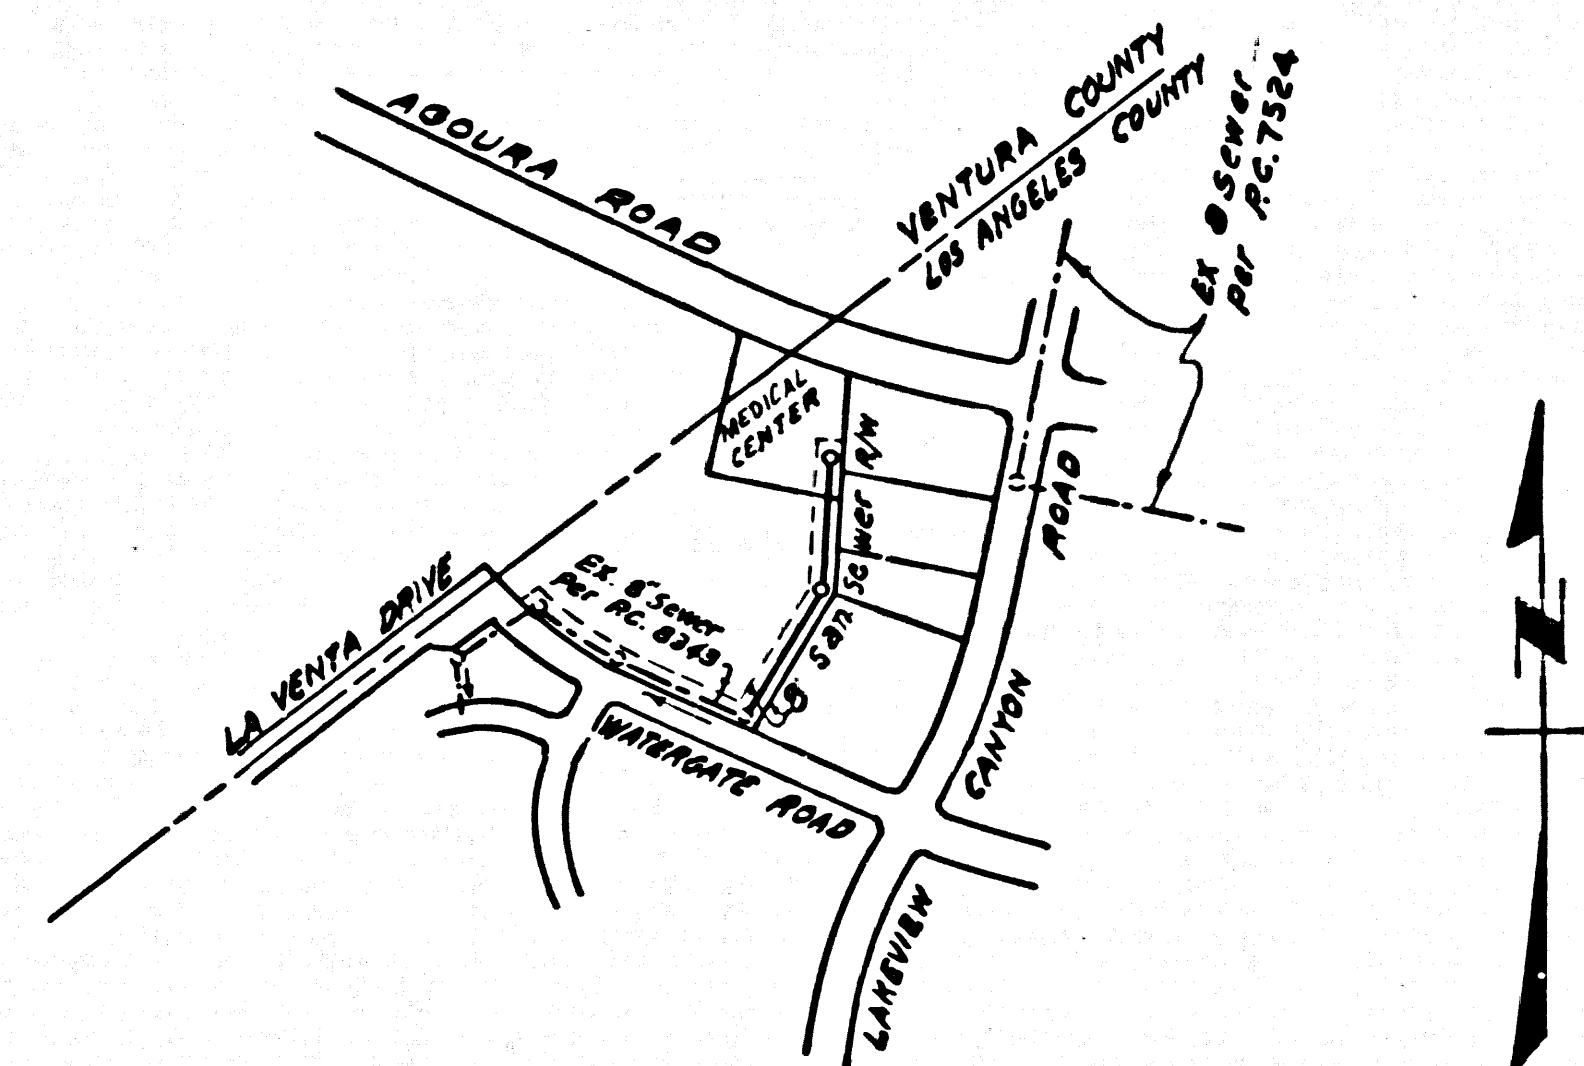 VENTURA COUNTY
LOS ANGELES COUNTY
AGOURA ROAD
Ex 8 Sewer
Per P.C. 7524
MEDICAL
CENTER
R/W
Sewer
San
8"
Ex. 8" Sewer
Per P.C. 8343
LA VENTA DRIVE
WATERGATE ROAD
LAKEVIEW CANYON ROAD
N